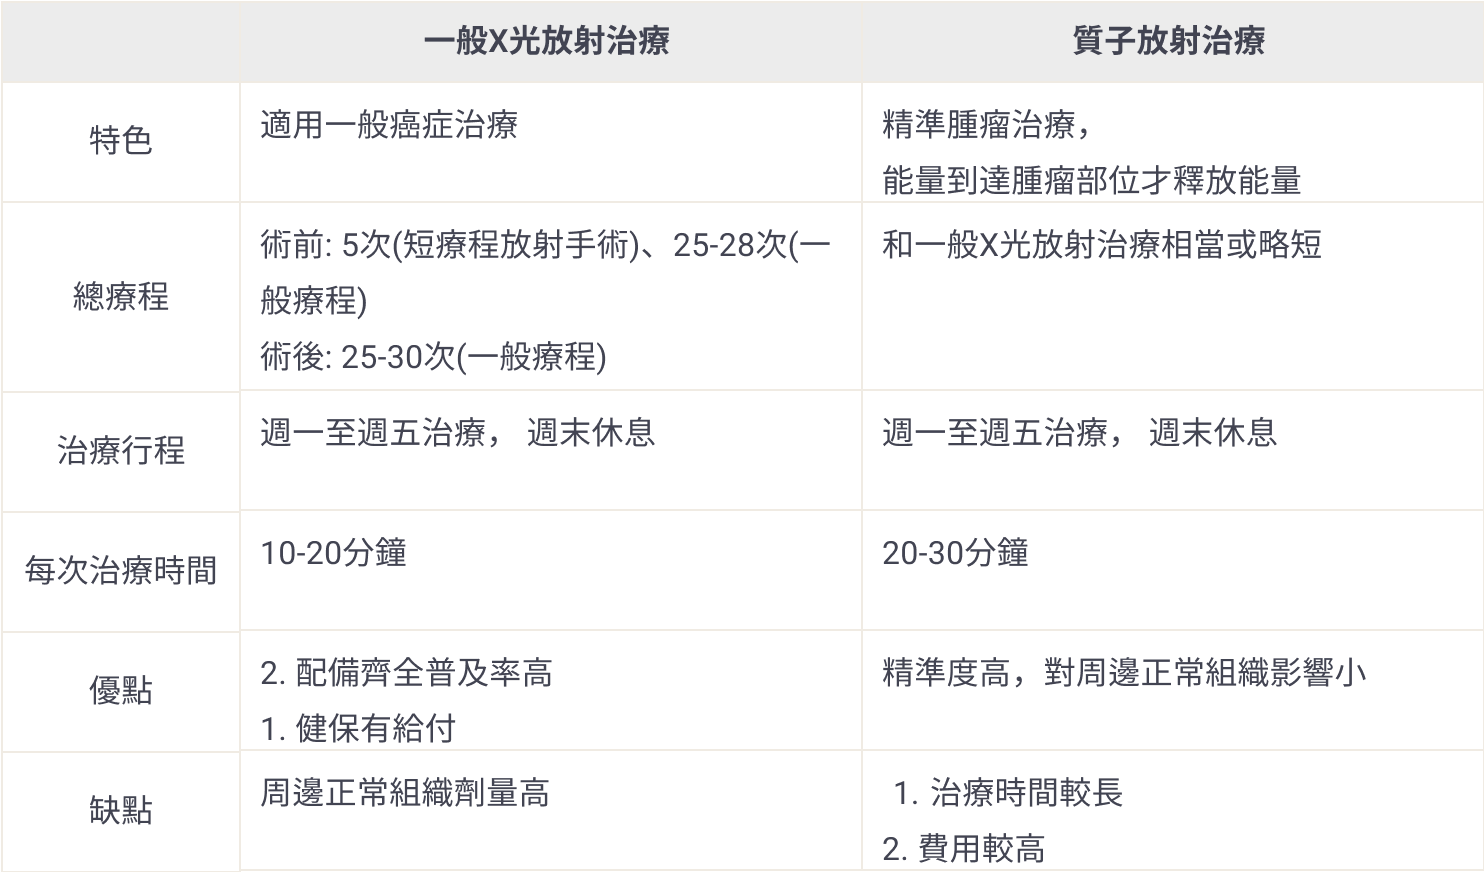 一般X光放射治療
質子放射治療
特色
適用一般癌症治療
精準腫瘤治療，
能量到達腫瘤部位才釋放能量
總療程
術前: 5次(短療程放射手術)、25-28次(一
般療程)
術後: 25-30次(一般療程)
和一般X光放射治療相當或略短
治療行程
週一至週五治療， 週末休息
週一至週五治療， 週末休息
每次治療時間
10-20分鐘
20-30分鐘
優點
2. 配備齊全普及率高
1. 健保有給付
精準度高，對周邊正常組織影響小
缺點
周邊正常組織劑量高
1. 治療時間較長
2. 費用較高